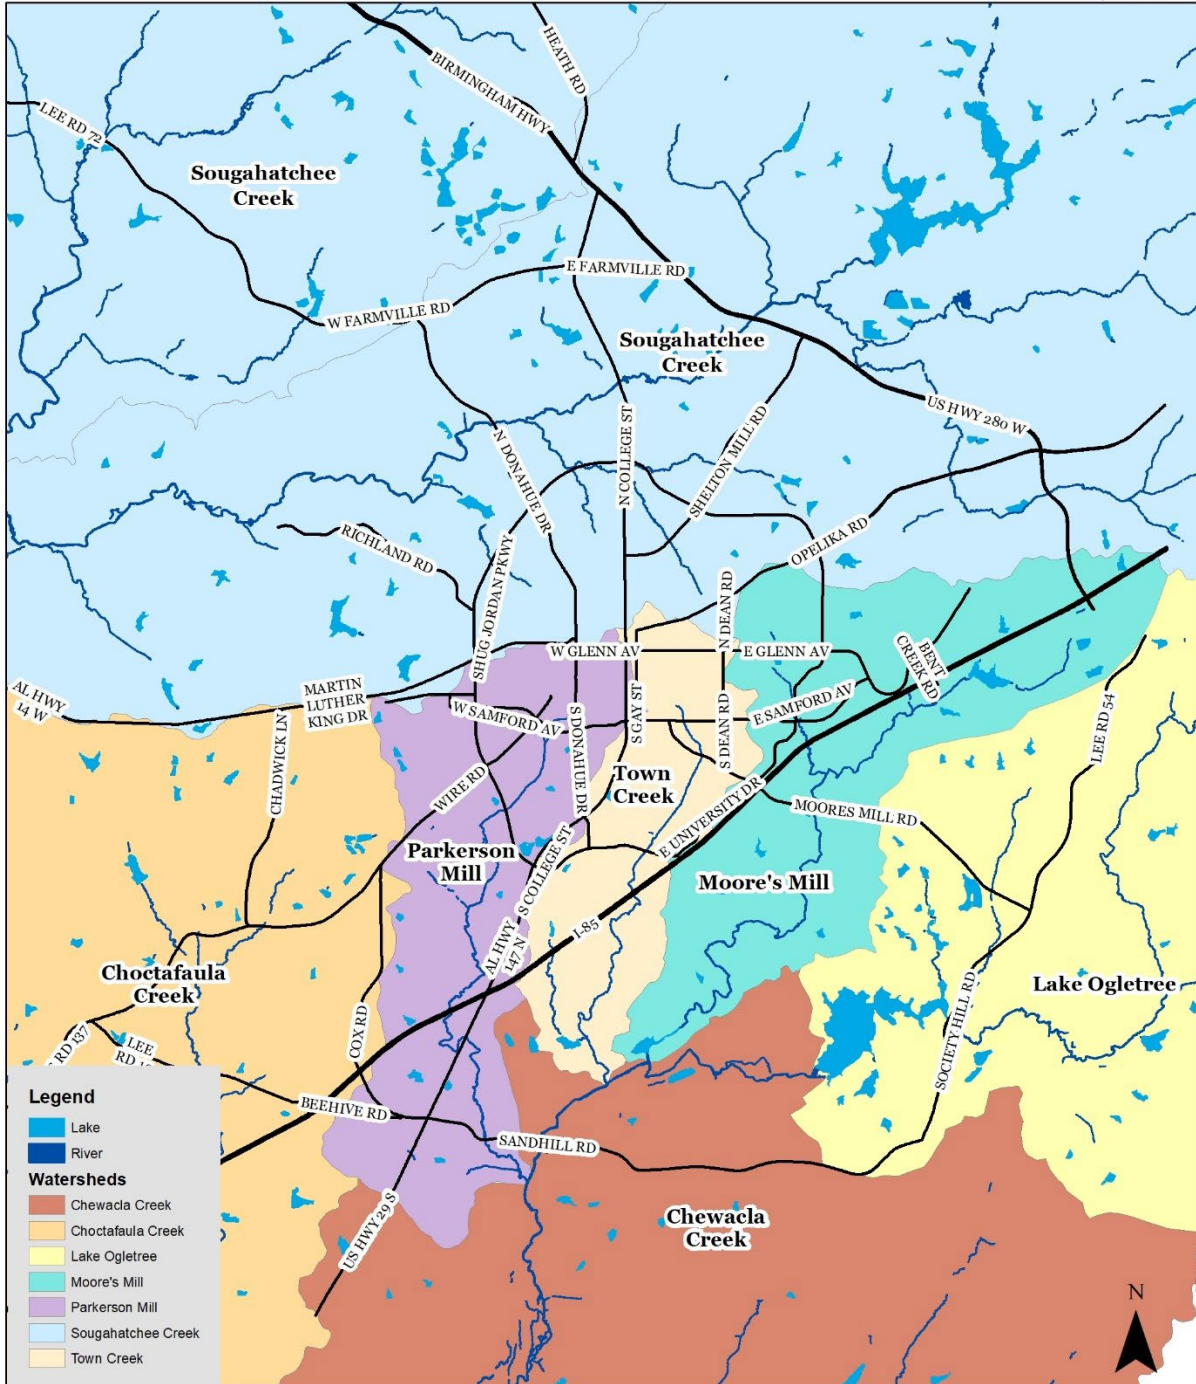 HEATH RD
BIRMINGHAM HWY
LEE RD 72
Sougahatchee
Creek
E FARMVILLE RD
W FARMVILLE RD
Sougahatchee
Creek
US HWY 280 W
N COLLEGE ST
SHELTON MILL RD
N DONAHUE DR
OPELIKA RD
RICHLAND RD
SHUG JORDAN PKWY
N DEAN RD
W GLENN AV
E GLENN AV
BENT
CREEK RD
AL HWY
14 W
MARTIN
LUTHER
KING DR
W SAMFORD AV
S GAY ST
E SAMFORD AV
S DEAN RD
S DONAHUE DR
LEE RD 54
CHADWICK LN
WIRE RD
Town
Creek
E UNIVERSITY DR
MOORES MILL RD
Parkerson
Mill
S COLLEGE ST
Moore's Mill
I-85
AL HWY
147 N
Choctafaula
Creek
Lake Ogletree
COX RD
SOCIETY HILL RD
RD 137
LEE
BEEHIVE RD
SANDHILL RD
US HWY 29 S
Chewacla
Creek
Legend
Lake
River
Watersheds
Chewacla Creek
Choctafaula Creek
Lake Ogletree
Moore's Mill
Parkerson Mill
Sougahatchee Creek
Town Creek
N